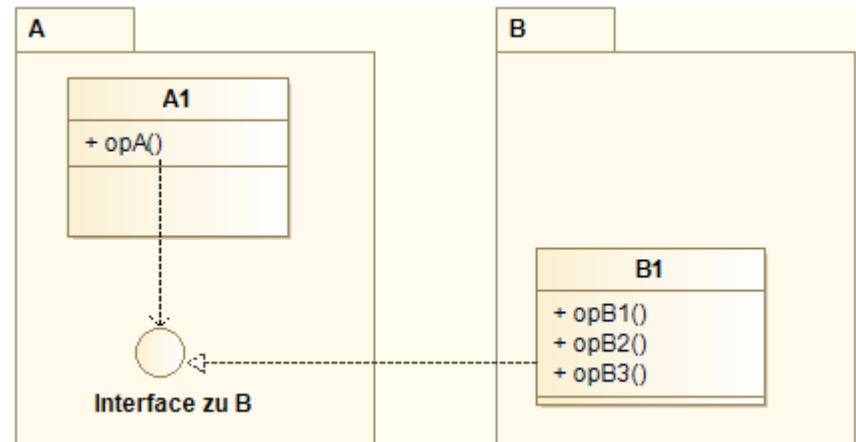 A
A1
+ opA()
Interface zu B
B
B1
+ opB1()
+ opB2()
+ opB3()